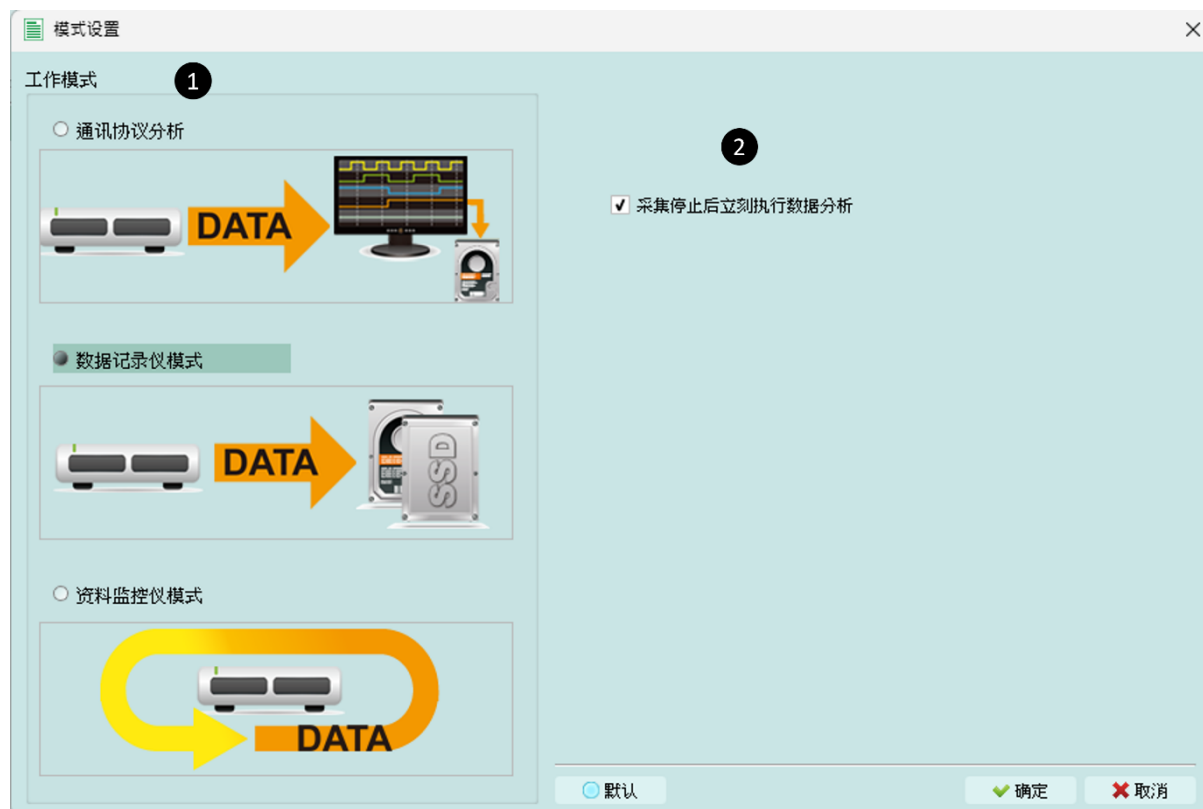 模式设置
工作模式
1
通讯协议分析
DATA
数据记录仪模式
DATA
SSD
资料监控仪模式
DATA
2
采集停止后立刻执行数据分析
默认
确定
取消